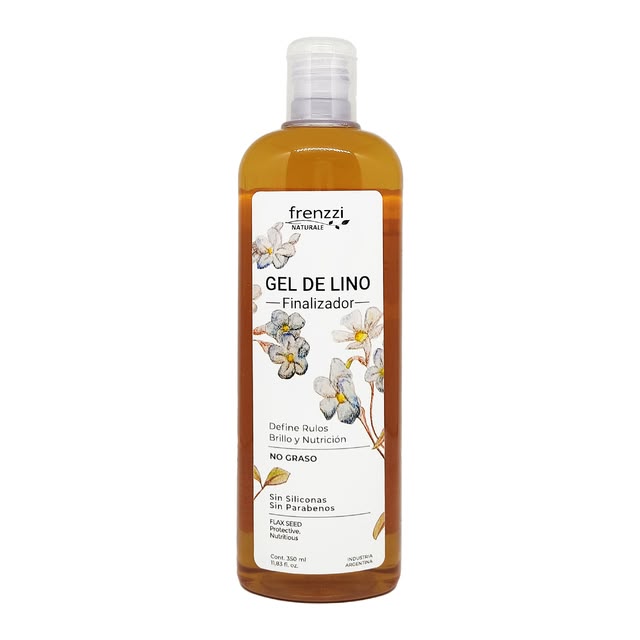 frenzzi
NATURALE
GEL DE LINO
Finalizador
Define Rulos
Brillo y Nutrición
NO GRASO
Sin Siliconas
Sin Parabenos
FLAX SEED
Protective,
Nutritious
Cont. 350 ml
11,83 fl. oz.
INDUSTRIA
ARGENTINA